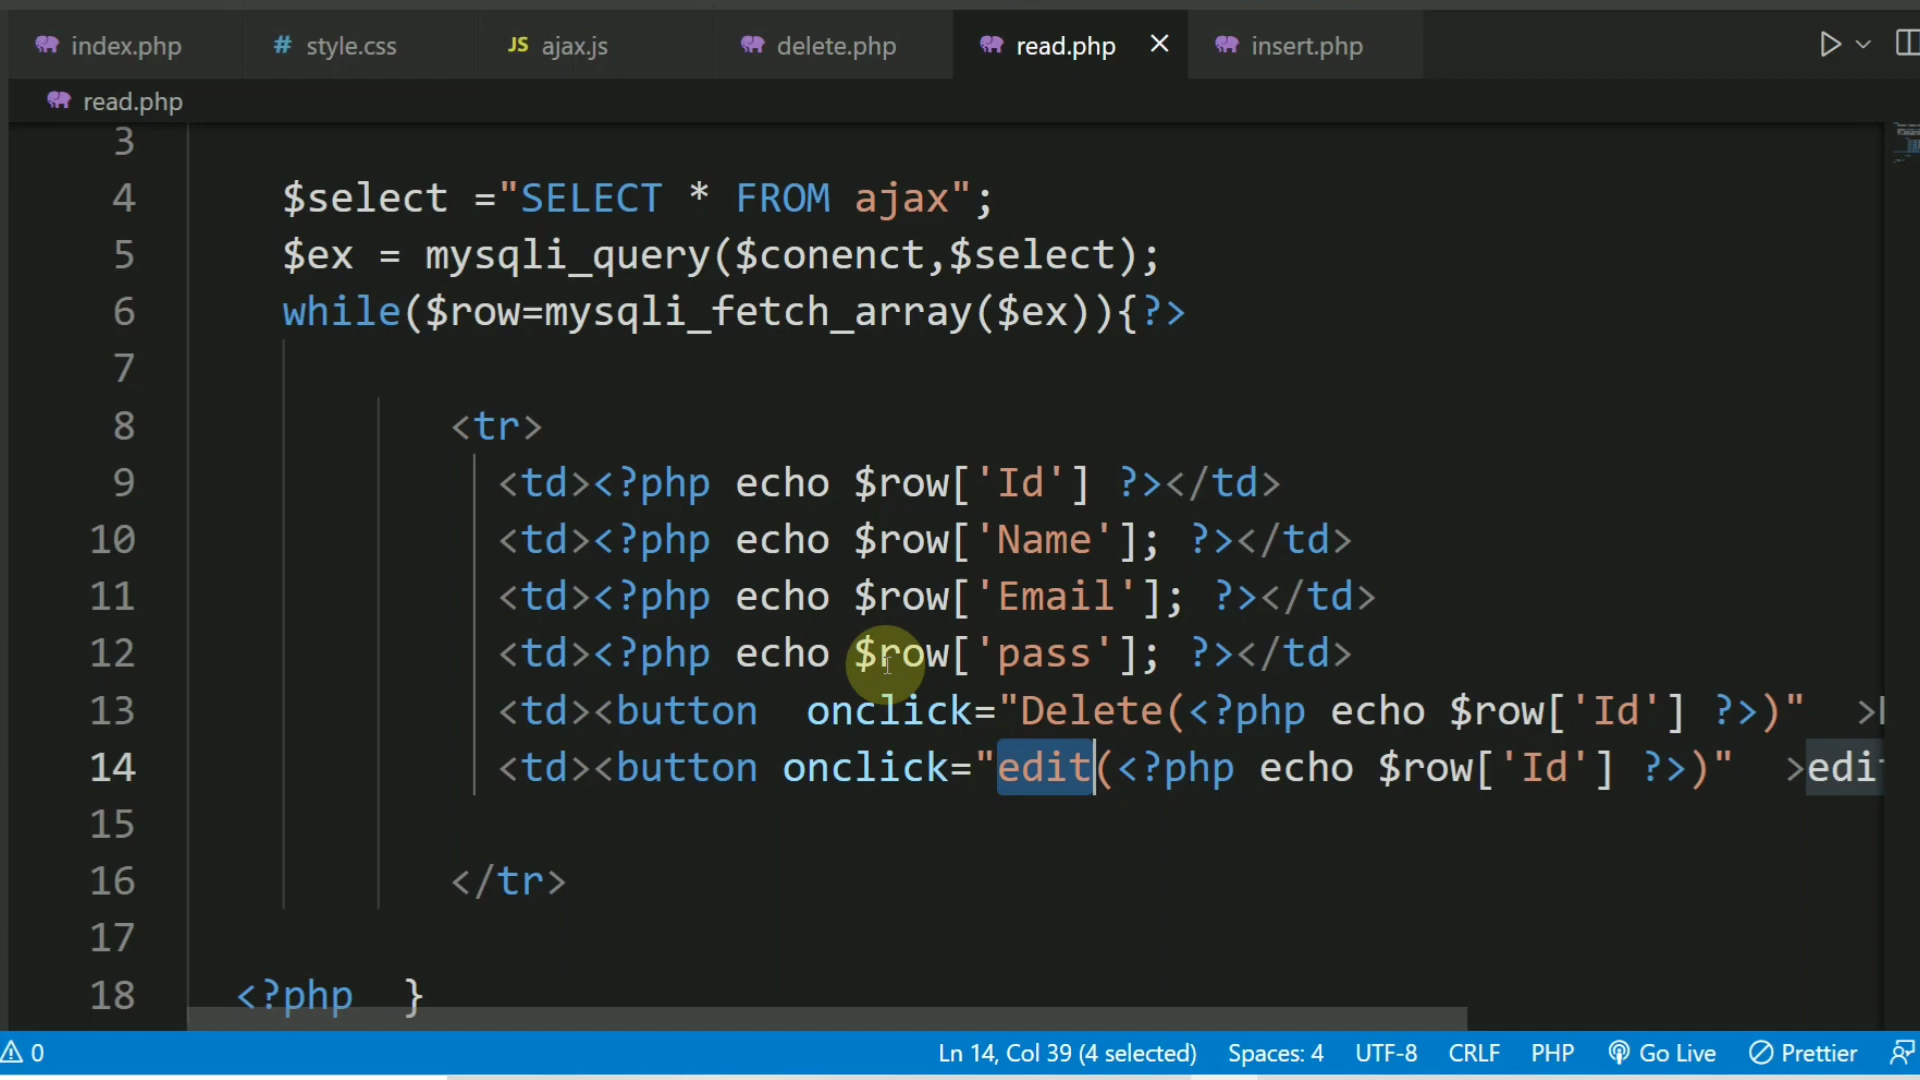 index.php # style.css JS ajax.js delete.php read.php × insert.php
read.php
3
4 $select ="SELECT * FROM ajax";
5 $ex = mysqli_query($conenct,$select);
6 while($row=mysqli_fetch_array($ex)){?>
7
8 <tr>
9 <td><?php echo $row['Id'] ?></td>
10 <td><?php echo $row['Name']; ?></td>
11 <td><?php echo $row['Email']; ?></td>
12 <td><?php echo $row['pass']; ?></td>
13 <td><button  onclick="Delete(<?php echo $row['Id'] ?>)"  >
14 <td><button onclick="edit(<?php echo $row['Id'] ?>)"  >edi
15
16 </tr>
17
18 <?php  }
0 Ln 14, Col 39 (4 selected) Spaces: 4 UTF-8 CRLF PHP Go Live Prettier